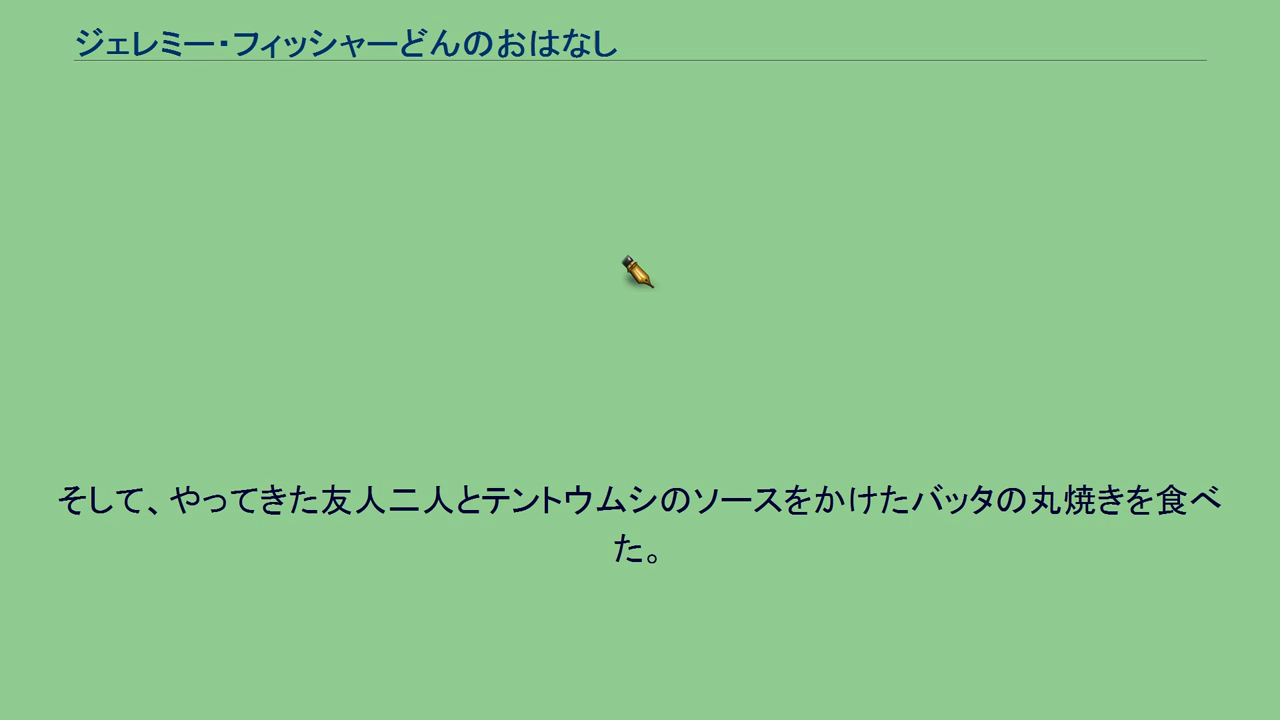 ジェレミー・フィッシャーどんのおはなし
そして、やってきた友人二人とテントウムシのソースをかけたバッタの丸焼きを食べ
た。